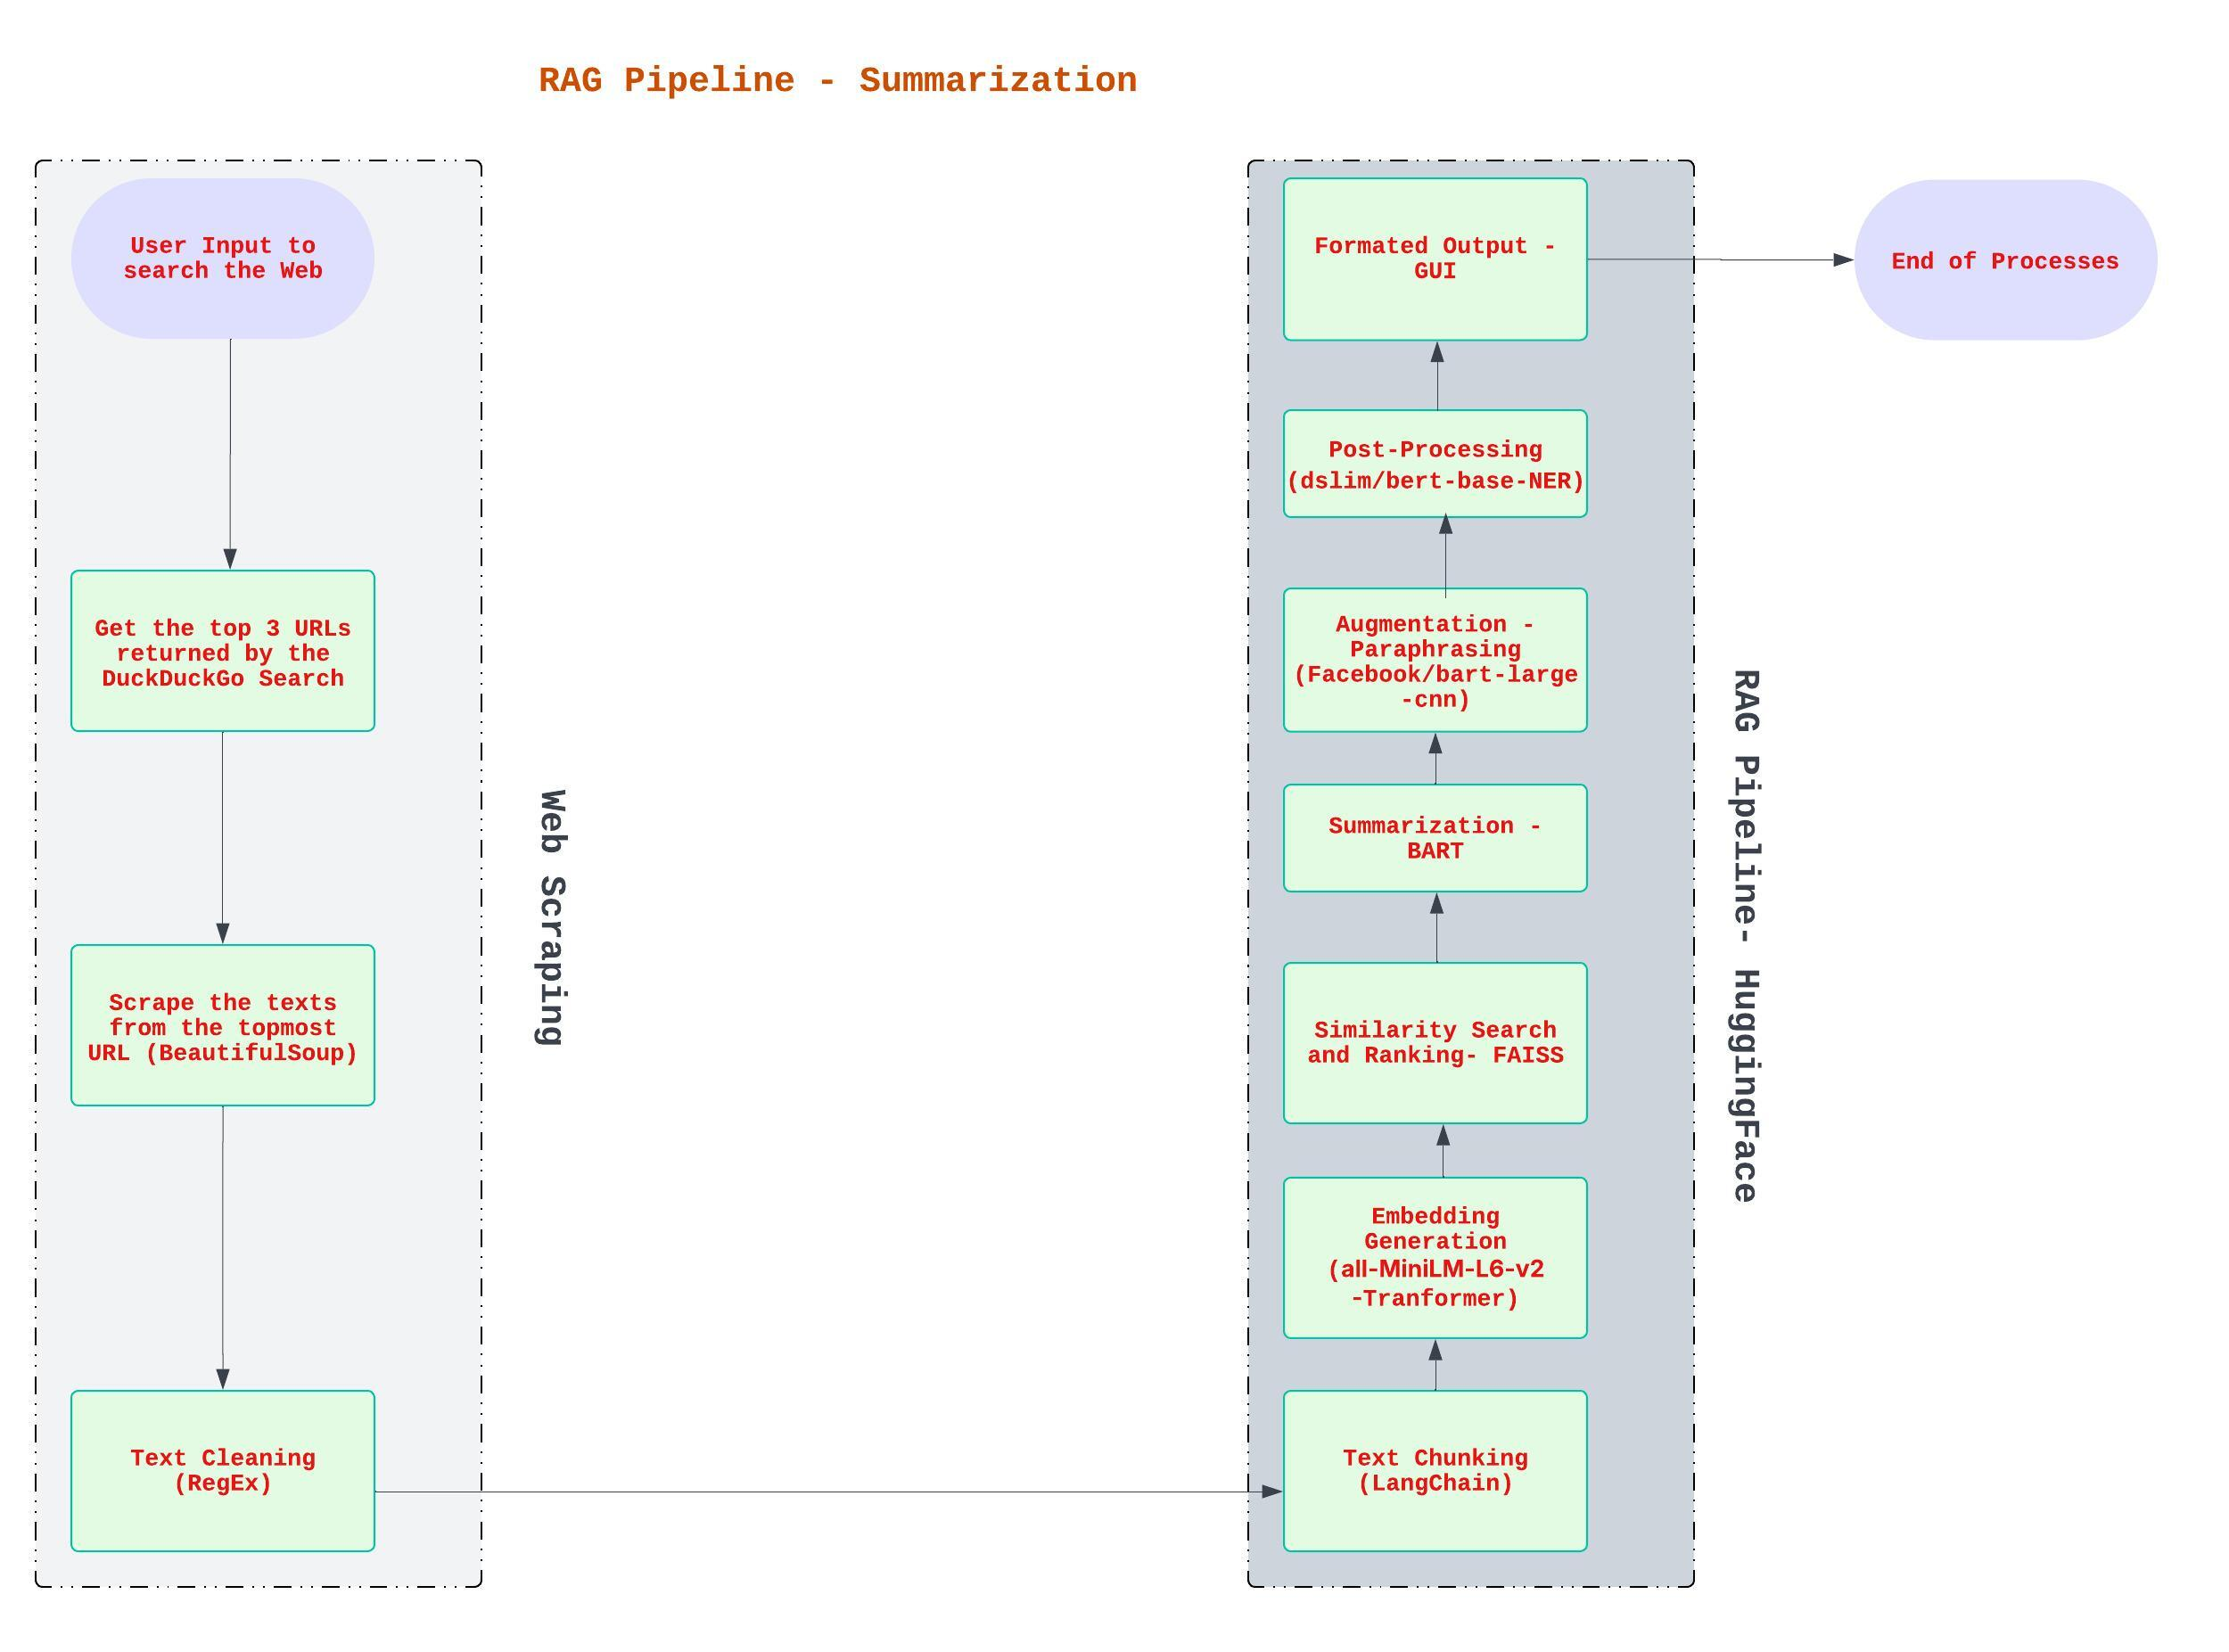 RAG Pipeline - Summarization
User Input to
search the Web
Get the top 3 URLs
returned by the
DuckDuckGo Search
Scrape the texts
from the topmost
URL (BeautifulSoup)
Text Cleaning
(RegEx)
Web Scraping
Text Chunking
(LangChain)
Embedding
Generation
(all-MiniLM-L6-v2
-Tranformer)
Similarity Search
and Ranking- FAISS
Summarization -
BART
Augmentation -
Paraphrasing
(Facebook/bart-large
-cnn)
Post-Processing
(dslim/bert-base-NER)
Formated Output -
GUI
RAG Pipeline- HuggingFace
End of Processes